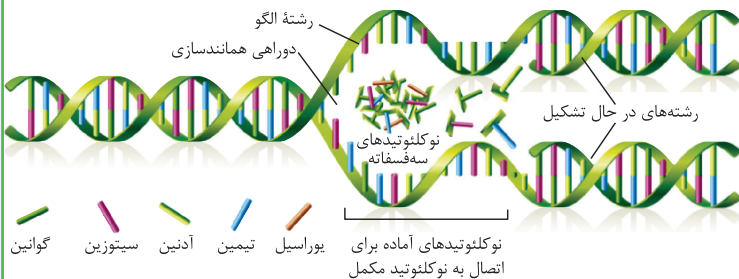 رشتهٔ الگو
دوراهی همانندسازی
رشته‌های در حال تشکیل
نوکلئوتیدهای
سه‌فسفاته
گوانین
سیتوزین
آدنین
تیمین
یوراسیل
نوکلئوتیدهای آماده برای
اتصال به نوکلئوتید مکمل